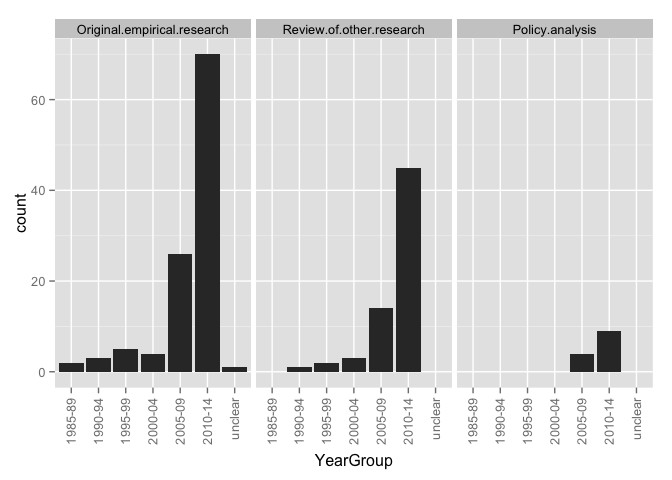 Original.empirical.research
Review.of.other.research
Policy.analysis
count
60
40
20
0
1985-89
1990-94
1995-99
2000-04
2005-09
2010-14
unclear
1985-89
1990-94
1995-99
2000-04
2005-09
2010-14
unclear
1985-89
1990-94
1995-99
2000-04
2005-09
2010-14
unclear
YearGroup